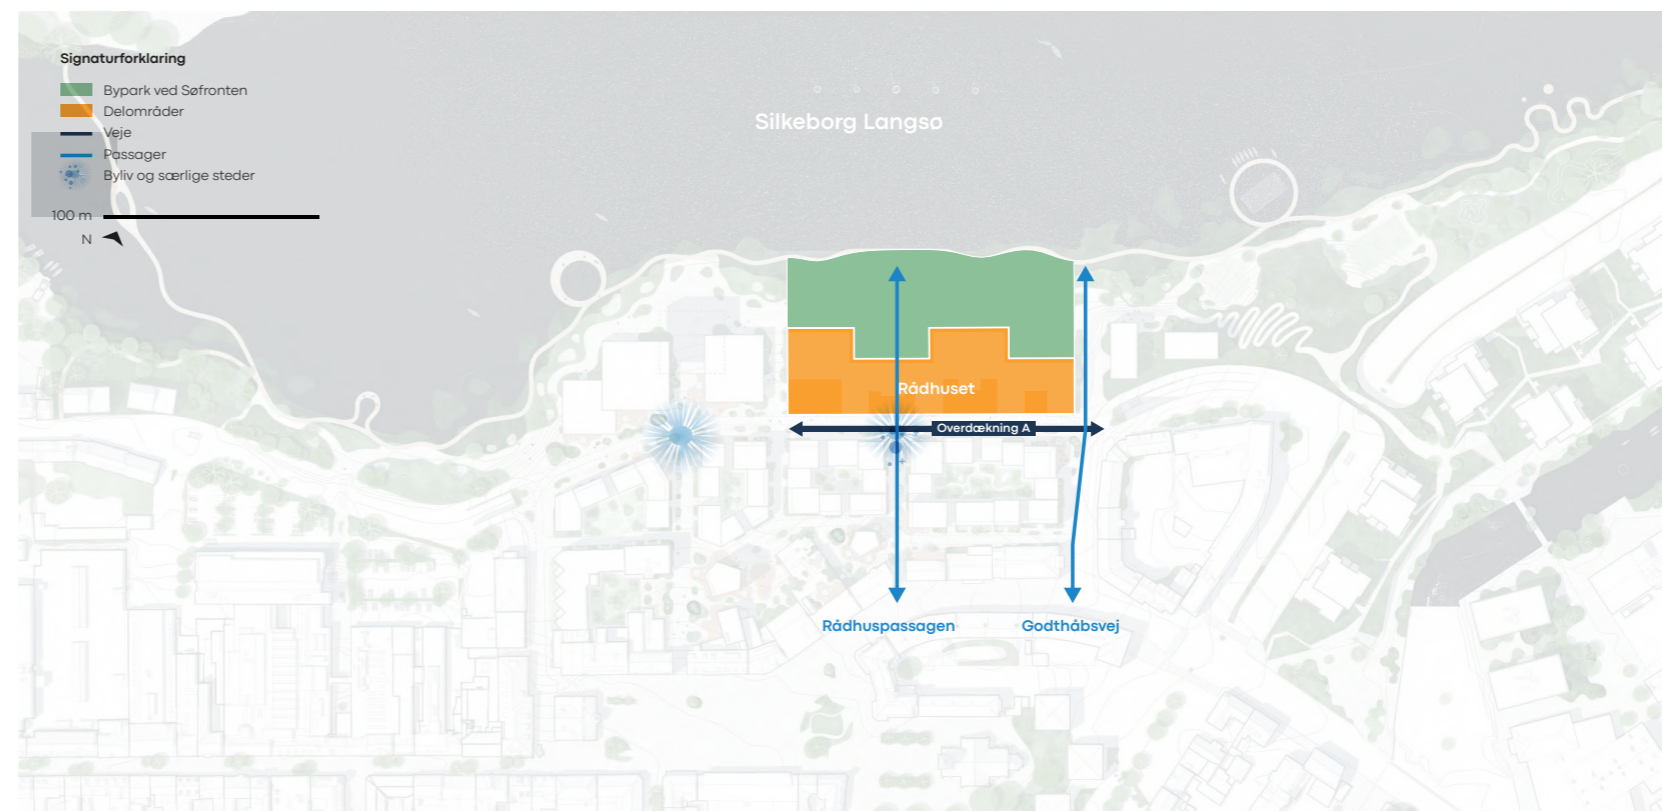 Signaturforklaring
Bypark ved Søfronten
Delområder
Veje
Passager
Byliv og særlige steder
100 m
N
Silkeborg Langsø
Rådhuset
Overdækning A
Rådhuspassagen
Godthåbsvej